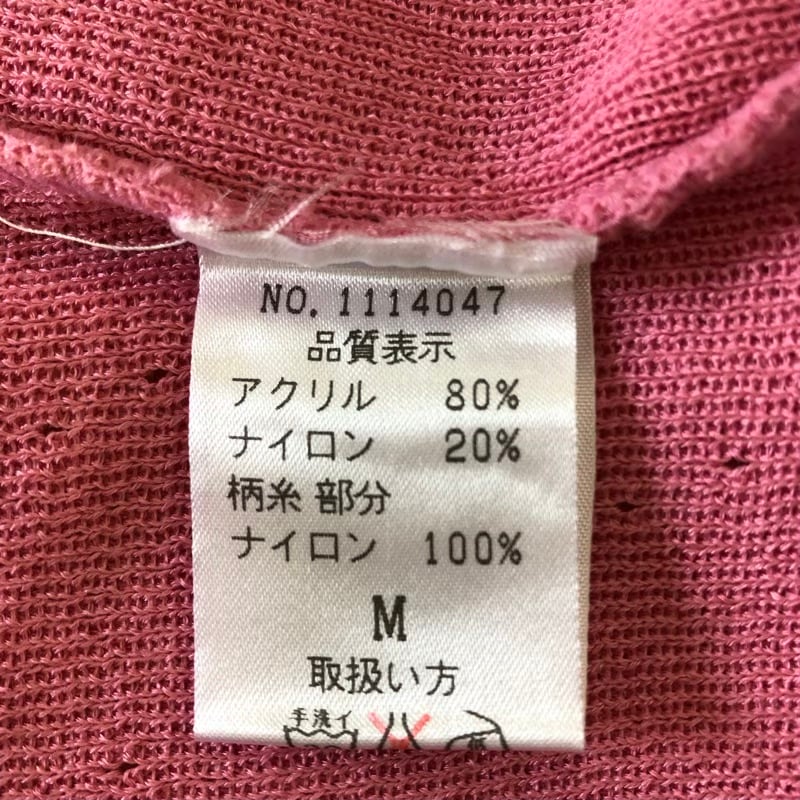 NO. 1114047
品質表示
アクリル 80%
ナイロン 20%
柄糸 部分
ナイロン 100%
M
取扱い方
手洗イ